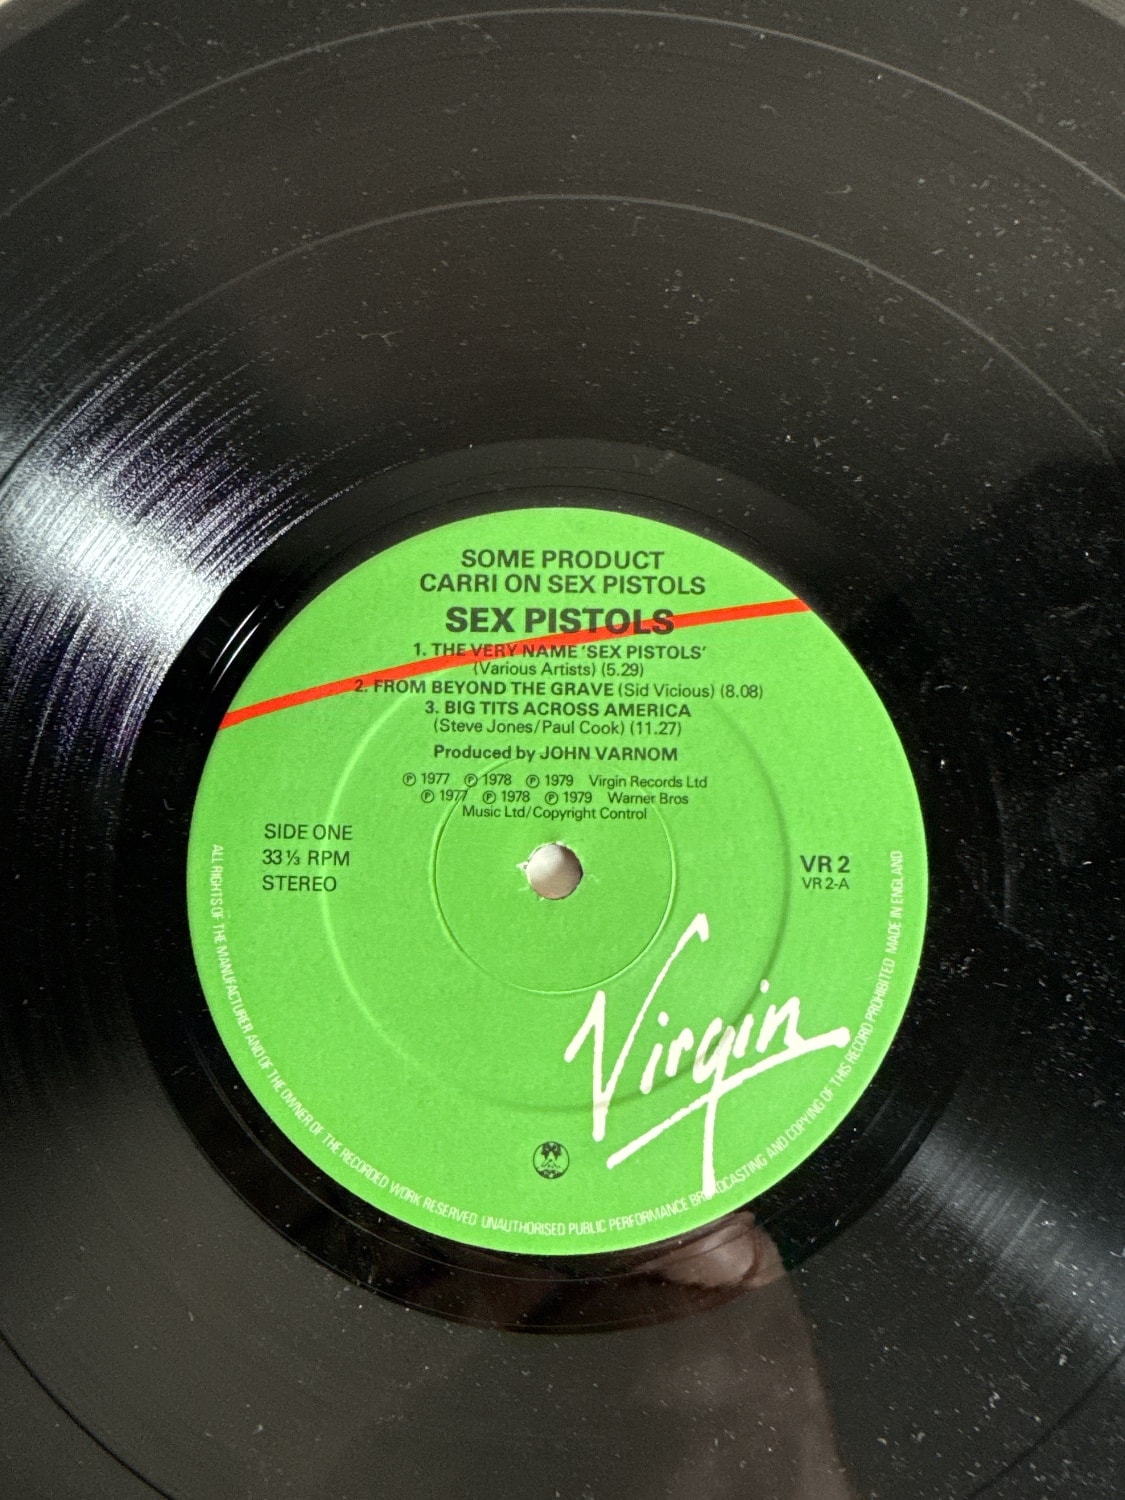 SOME PRODUCT
CARRI ON SEX PISTOLS
SEX PISTOLS
1. THE VERY NAME 'SEX PISTOLS'
(Various Artists) (5.29)
2. FROM BEYOND THE GRAVE (Sid Vicious) (8.08)
3. BIG TITS ACROSS AMERICA
(Steve Jones/Paul Cook) (11.27)
Produced by JOHN VARNOM
℗ 1977 ℗ 1978 ℗ 1979 Virgin Records Ltd
℗ 1977 ℗ 1978 ℗ 1979 Warner Bros
Music Ltd/Copyright Control
SIDE ONE
33⅓ RPM
STEREO
VR 2
VR 2-A
Virgin
ALL RIGHTS OF THE MANUFACTURER AND OF THE OWNER OF THE RECORDED WORK RESERVED UNAUTHORISED PUBLIC PERFORMANCE BROADCASTING AND COPYING OF THIS RECORD PROHIBITED MADE IN ENGLAND